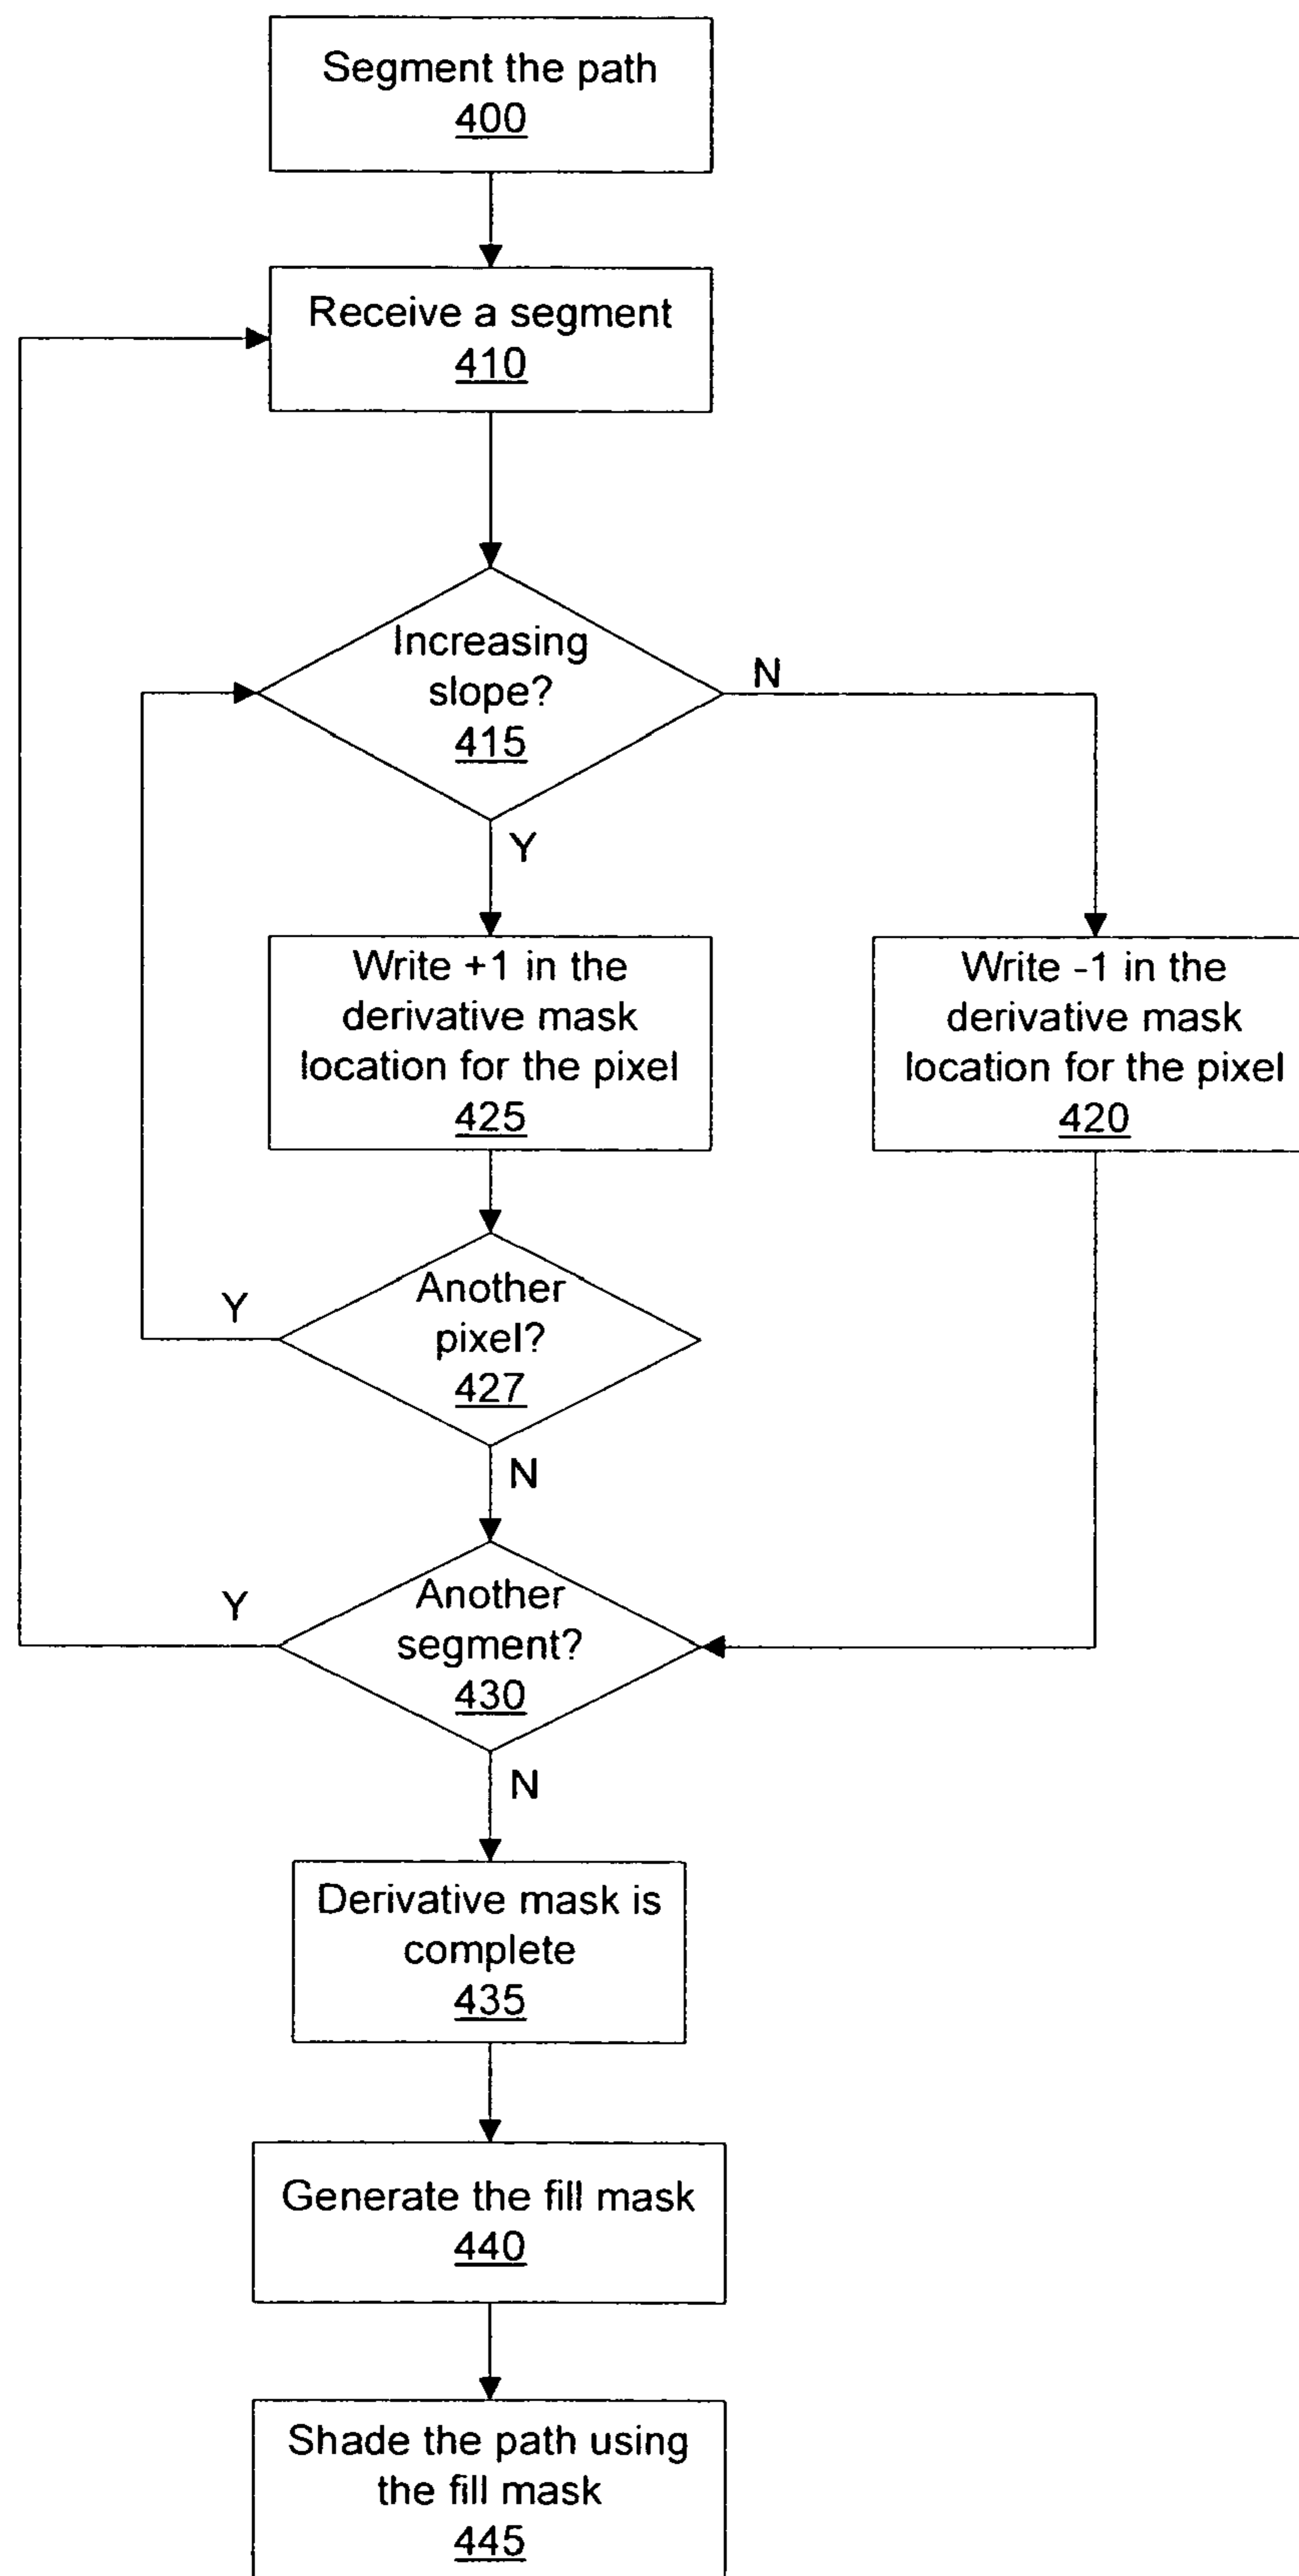 Segment the path
400
Receive a segment
410
Increasing
slope?
415
N
Y
Write +1 in the
derivative mask
location for the pixel
425
Write -1 in the
derivative mask
location for the pixel
420
Another
pixel?
427
Y
N
Another
segment?
430
Y
N
Derivative mask is
complete
435
Generate the fill mask
440
Shade the path using
the fill mask
445